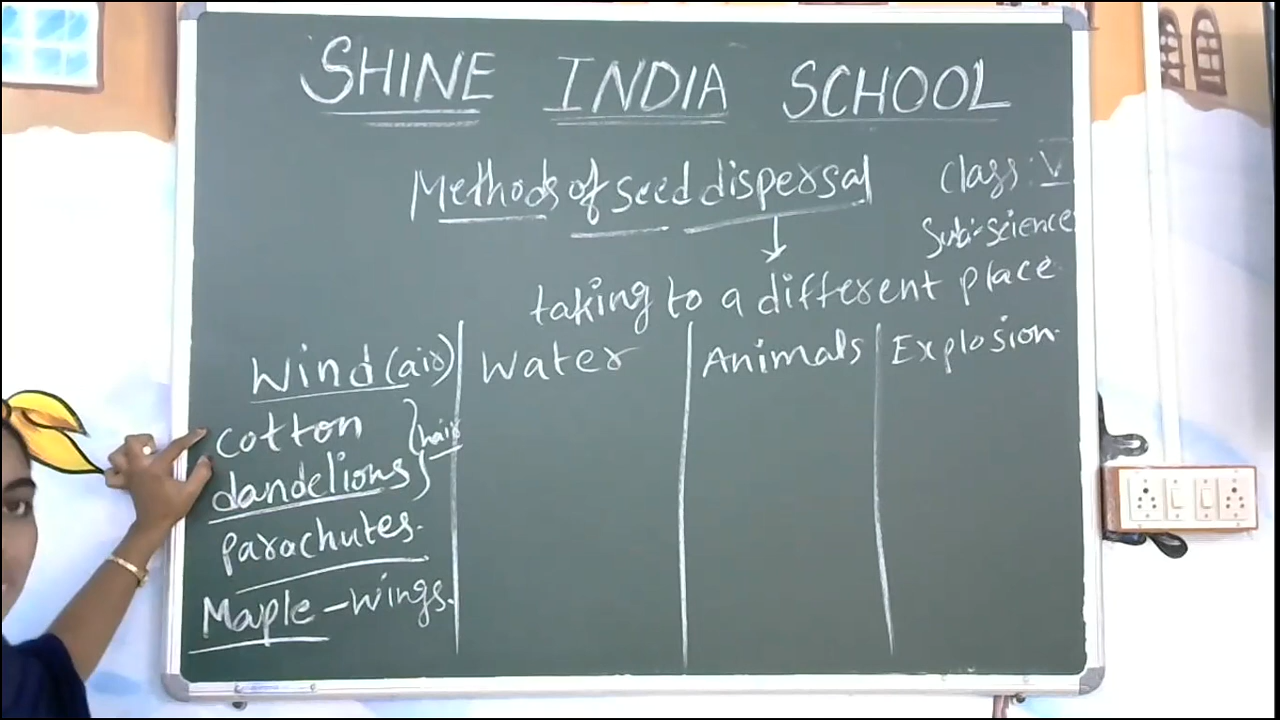 SHINE INDIA SCHOOL
Methods of seed dispersal
Class: V
Sub:- Science
taking to a different place
Wind (air)
cotton
dandelions
(hair
parachutes.
Maple - wings.
Water
Animals
Explosion.